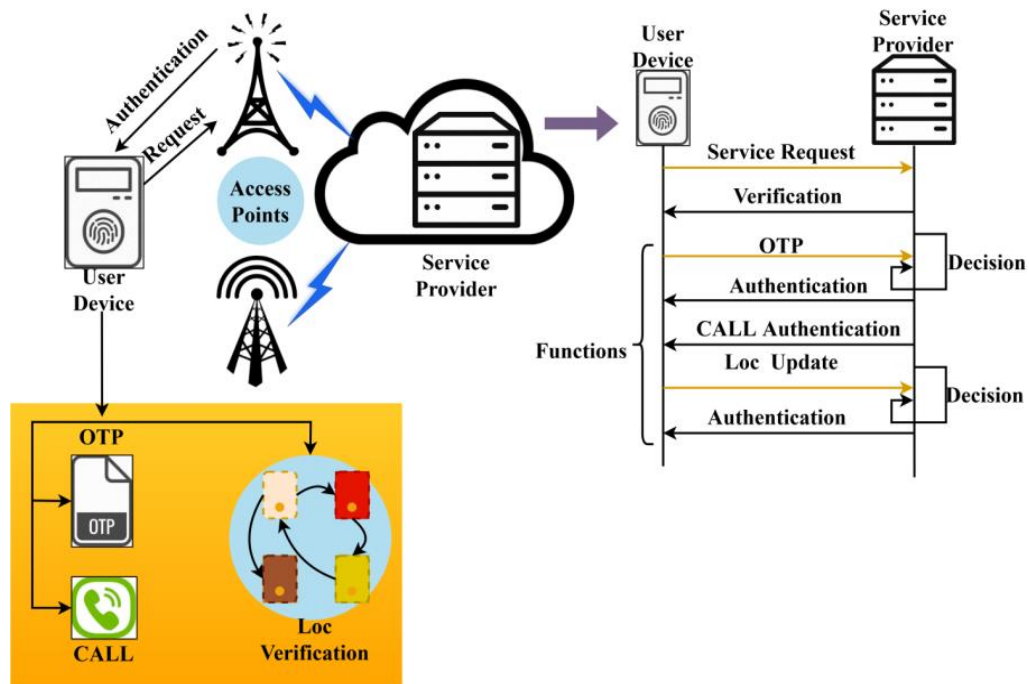 Authentication
Request
User
Device
Access
Points
Service
Provider
OTP
OTP
CALL
Loc
Verification
User
Device
Service
Provider
Service Request
Verification
OTP
Decision
Authentication
CALL Authentication
Functions
Loc Update
Decision
Authentication